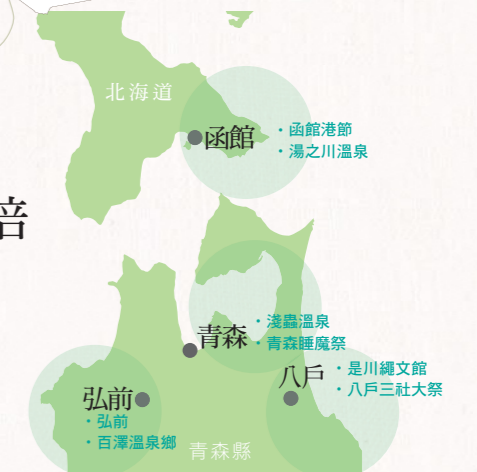 北海道
函館
・函館港節
・湯之川溫泉
倍
青森
・淺蟲溫泉
・青森睡魔祭
八戶
・是川繩文館
・八戶三社大祭
弘前
・弘前
・百澤溫泉鄉
青森縣